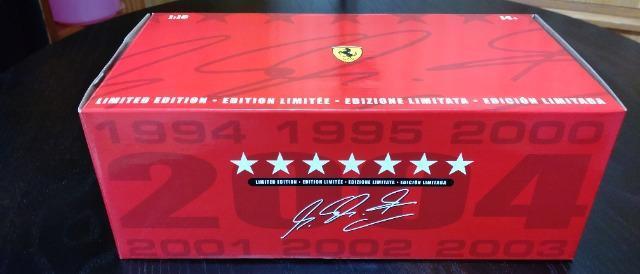 1:18 14+
LIMITED EDITION - EDITION LIMITÉE - EDIZIONE LIMITATA - EDICIÓN LIMITADA
1994 1995 2000
2004
LIMITED EDITION - EDITION LIMITÉE - EDIZIONE LIMITATA - EDICIÓN LIMITADA
2001 2002 2003